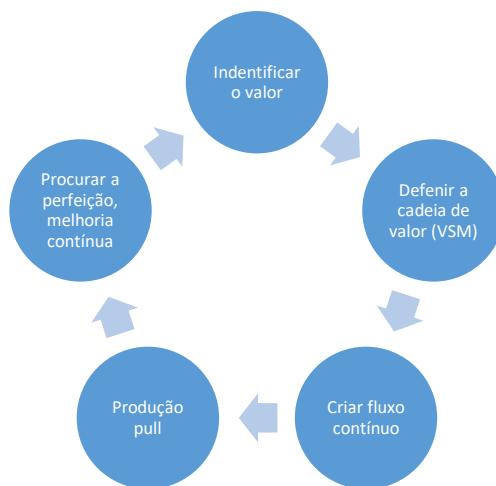 Indentificar
o valor
Defenir a
cadeia de
valor (VSM)
Criar fluxo
contínuo
Produção
pull
Procurar a
perfeição,
melhoria
contínua